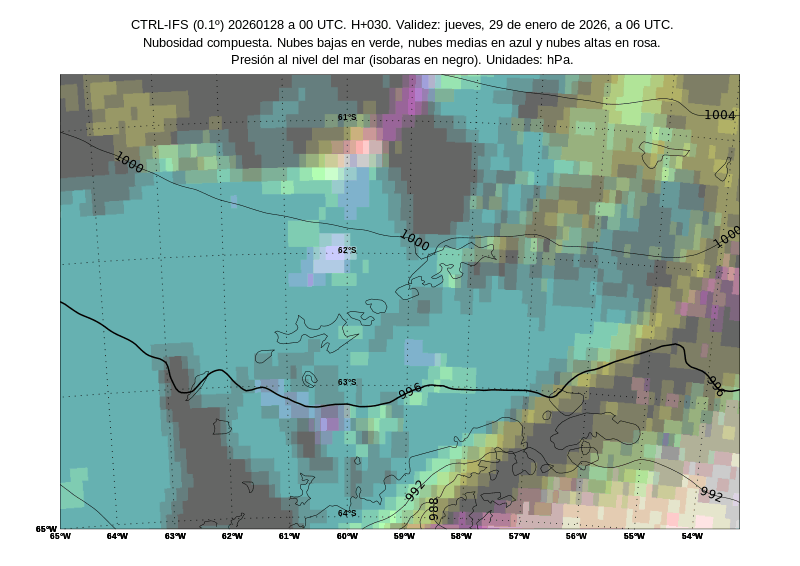 CTRL-IFS (0.1º) 20260128 a 00 UTC. H+030. Validez: jueves, 29 de enero de 2026, a 06 UTC.
Nubosidad compuesta. Nubes bajas en verde, nubes medias en azul y nubes altas en rosa.
Presión al nivel del mar (isobaras en negro). Unidades: hPa.
1004
61°S
1000
1000
1000
62°S
63°S
996
996
992
992
988
64°S
65°W
65°W 64°W 63°W 62°W 61°W 60°W 59°W 58°W 57°W 56°W 55°W 54°W